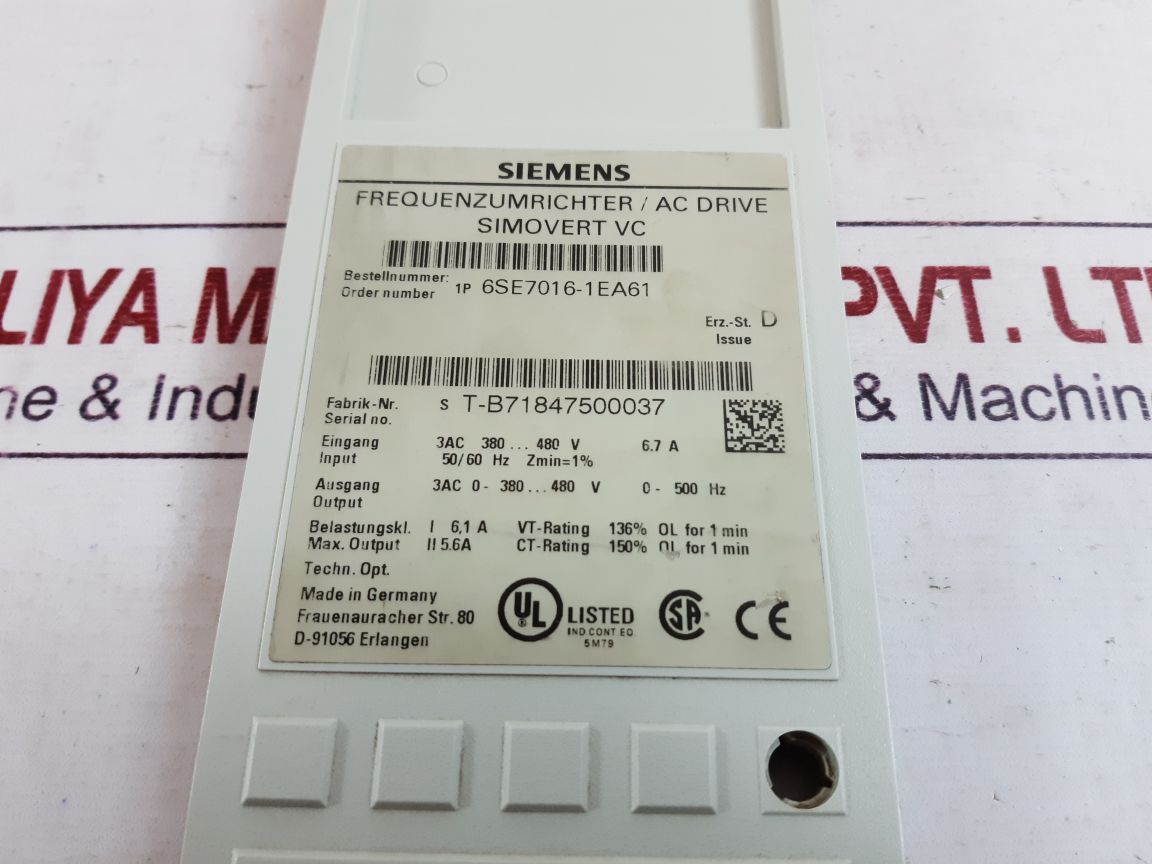 SIEMENS
FREQUENZUMRICHTER / AC DRIVE
SIMOVERT VC
Bestellnummer:
Order number 1P 6SE7016-1EA61
Erz.-St. D
Issue
Fabrik-Nr. S T-B71847500037
Serial no.
Eingang 3AC 380 ... 480 V 6.7 A
Input 50/60 Hz Zmin=1%
Ausgang 3AC 0- 380 ... 480 V 0- 500 Hz
Output
Belastungskl. I 6,1 A VT-Rating 136% OL for 1 min
Max. Output II 5.6A CT-Rating 150% OL for 1 min
Techn. Opt.
Made in Germany
Frauenauracher Str. 80
D-91056 Erlangen
UL LISTED
IND CONT EQ
5M79
SA
CE
LIYA M PVT. LT
ne & Indu & Machin